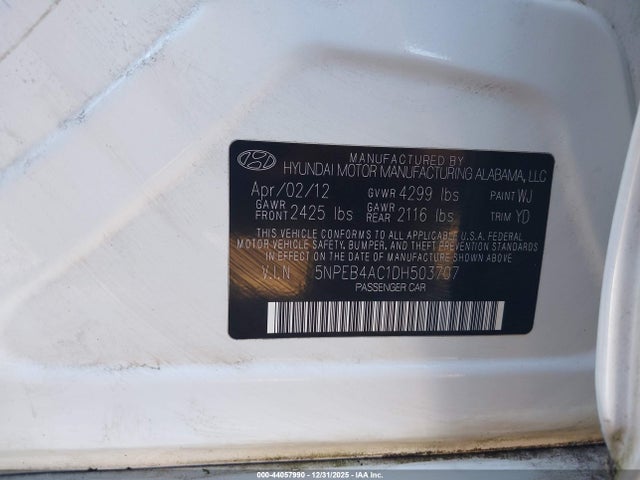 MANUFACTURED BY
HYUNDAI MOTOR MANUFACTURING ALABAMA, LLC
Apr/02/12 GVWR 4299 lbs PAINT WJ
GAWR FRONT 2425 lbs GAWR REAR 2116 lbs TRIM YD
THIS VEHICLE CONFORMS TO ALL APPLICABLE U.S.A. FEDERAL
MOTOR VEHICLE SAFETY, BUMPER, AND THEFT PREVENTION STANDARDS
IN EFFECT ON THE DATE OF MANUFACTURE SHOWN ABOVE.
V.I.N 5NPEB4AC1DH503707
PASSENGER CAR
000-44057990 - 12/31/2025 - IAA Inc.